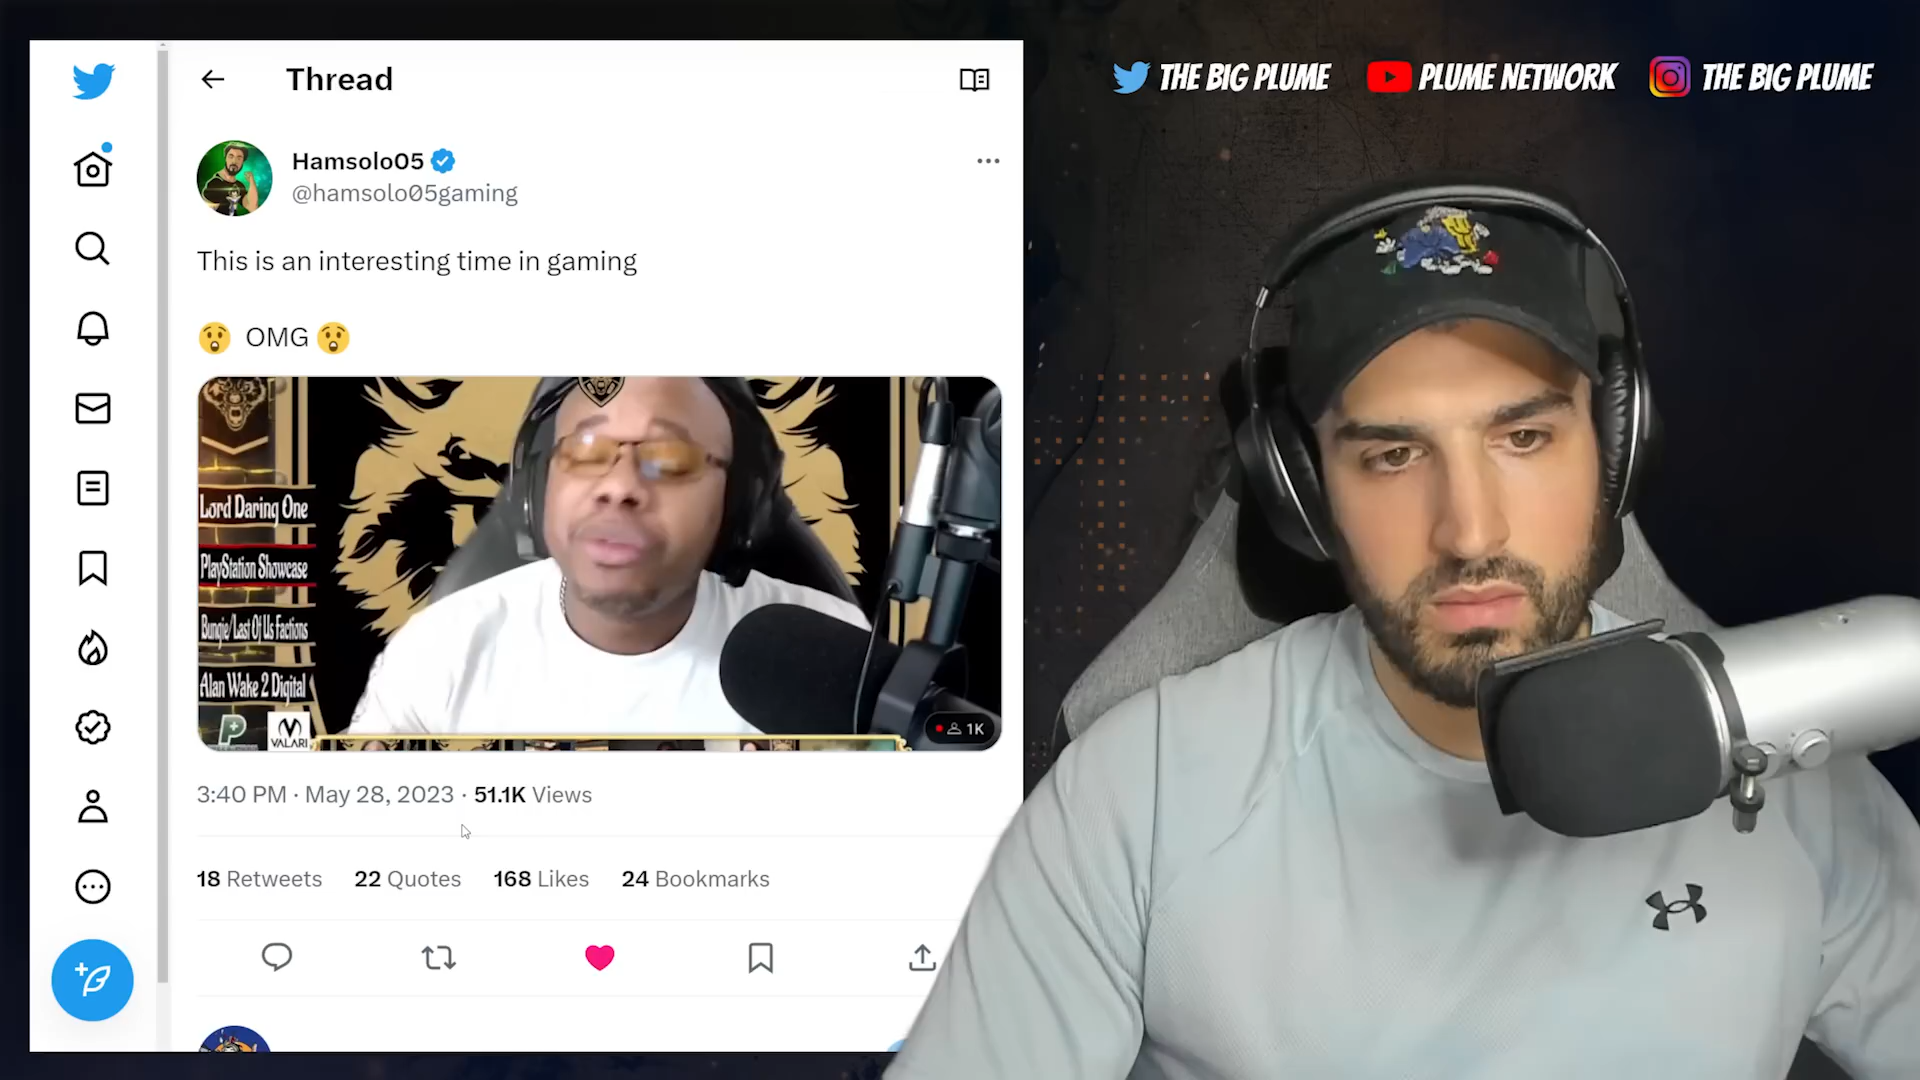 Thread
THE BIG PLUME
PLUME NETWORK
THE BIG PLUME
Hamsolo05
@hamsolo05gaming
This is an interesting time in gaming
😲 OMG 😲
Lord Daring One
PlayStation Showcase
Bungie/Last Of Us Factions
Alan Wake 2 Digital
VALARI
1K
3:40 PM · May 28, 2023 · 51.1K Views
18 Retweets 22 Quotes 168 Likes 24 Bookmarks